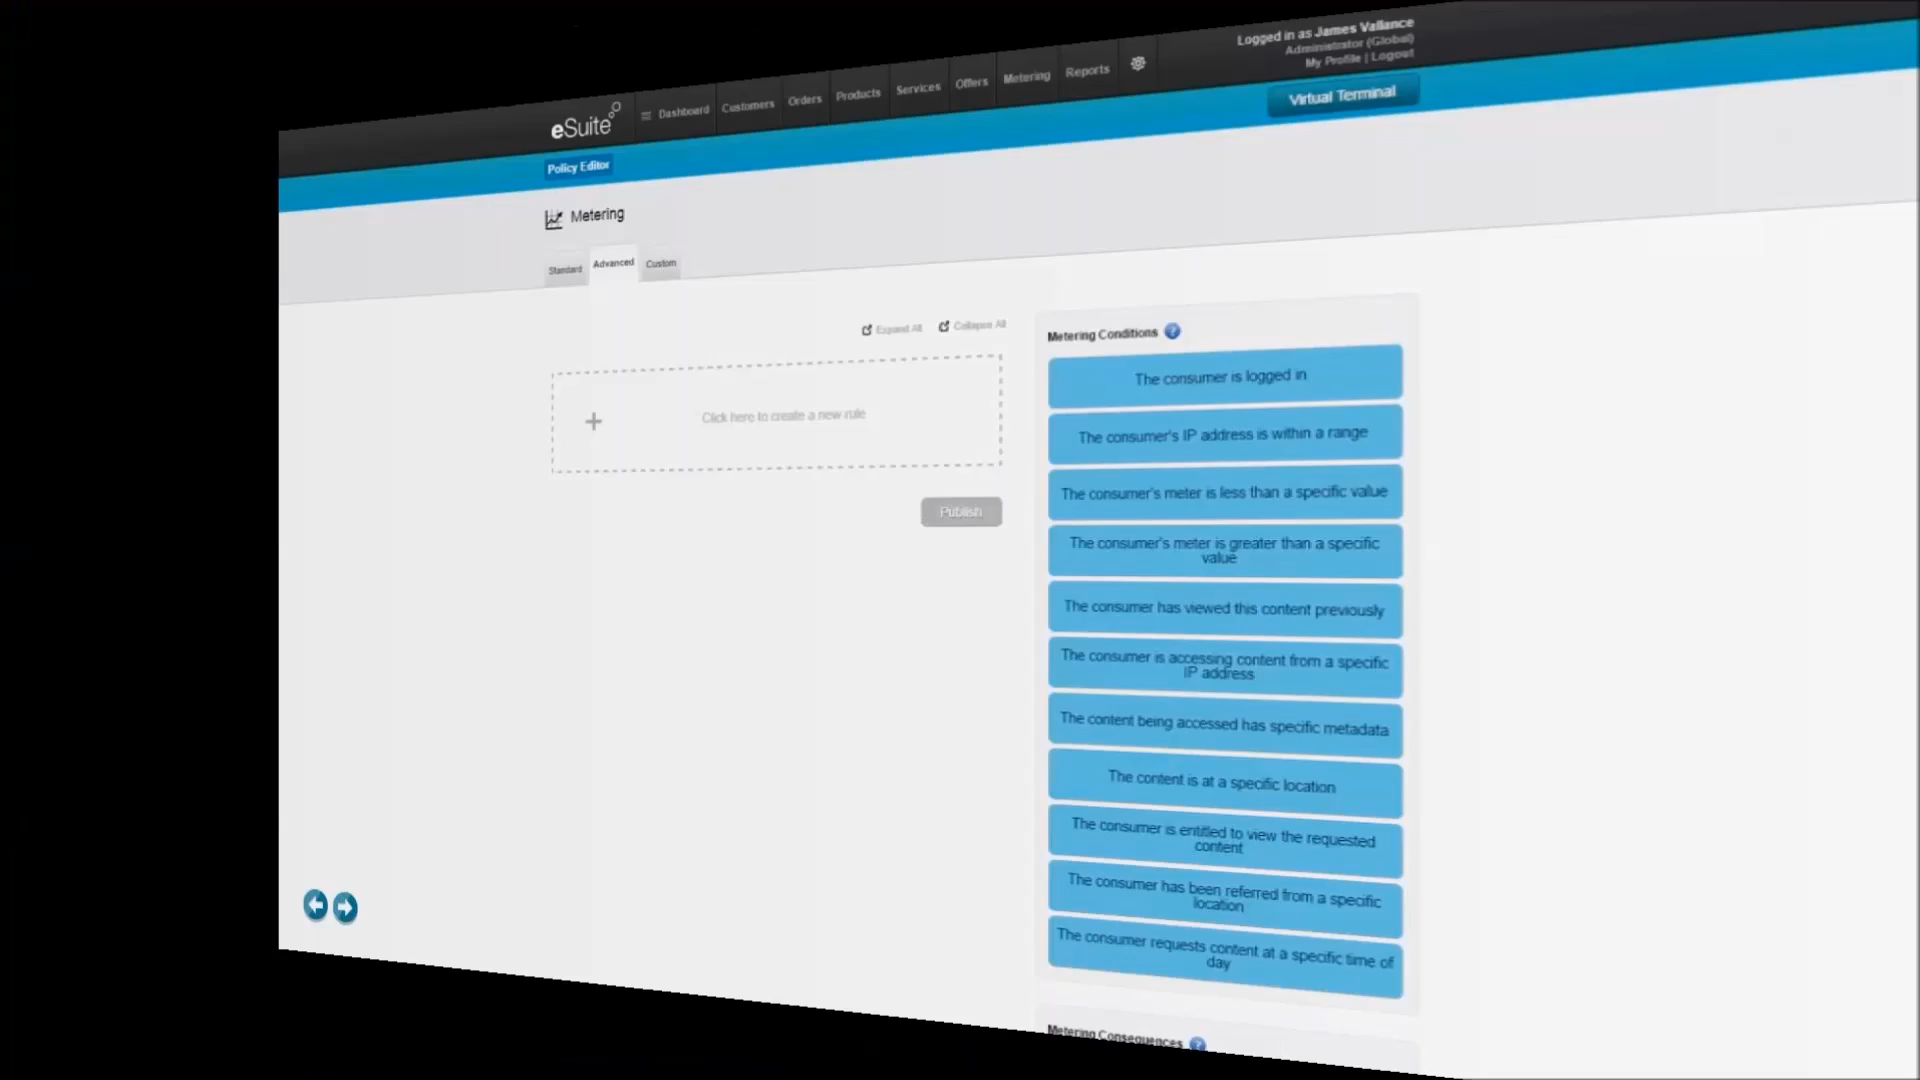 Logged in as James Vallance
Administrator (Global)
My Profile | Logout
eSuite
Dashboard
Customers
Orders
Products
Services
Offers
Metering
Reports
Virtual Terminal
Policy Editor
Metering
Standard
Advanced
Custom
Expand All
Collapse All
Click here to create a new rule
Publish
Metering Conditions ?
The consumer is logged in
The consumer's IP address is within a range
The consumer's meter is less than a specific value
The consumer's meter is greater than a specific
value
The consumer has viewed this content previously
The consumer is accessing content from a specific
IP address
The content being accessed has specific metadata
The content is at a specific location
The consumer is entitled to view the requested
content
The consumer has been referred from a specific
location
The consumer requests content at a specific time of
day
Metering Consequences ?